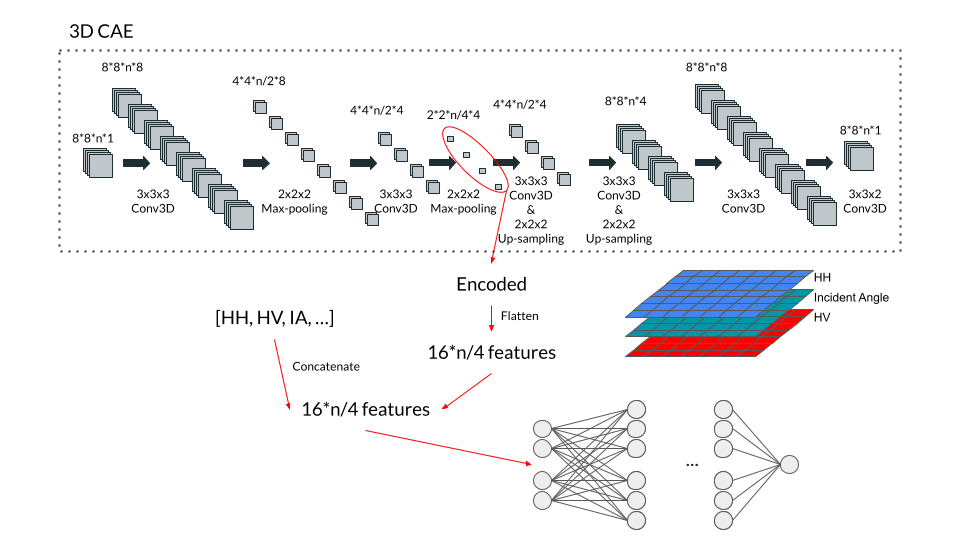 3D CAE
8*8*n*8
8*8*n*1
3x3x3
Conv3D
4*4*n/2*8
2x2x2
Max-pooling
4*4*n/2*4
3x3x3
Conv3D
2*2*n/4*4
2x2x2
Max-pooling
4*4*n/2*4
3x3x3
Conv3D
&
2x2x2
Up-sampling
8*8*n*4
3x3x3
Conv3D
&
2x2x2
Up-sampling
8*8*n*8
3x3x3
Conv3D
8*8*n*1
3x3x2
Conv3D
Encoded
Flatten
[HH, HV, IA, ...]
16*n/4 features
Concatenate
16*n/4 features
HH
Incident Angle
HV
...